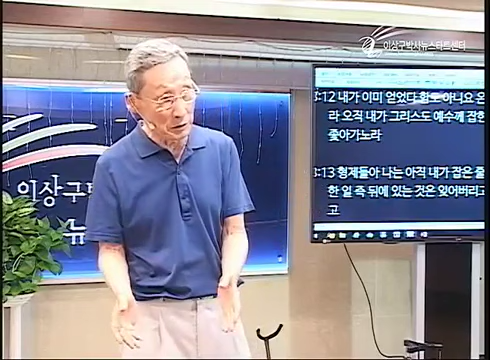 이상구박사뉴스타트센터
:12 내가 이미 얻었다 함도 아니요 온
라 오직 내가 그리스도 예수께 잡힌
좇아가노라
:13 형제들아 나는 아직 내가 잡은 줄
한 일 즉 뒤에 있는 것은 잊어버리고
고
이상구
뉴